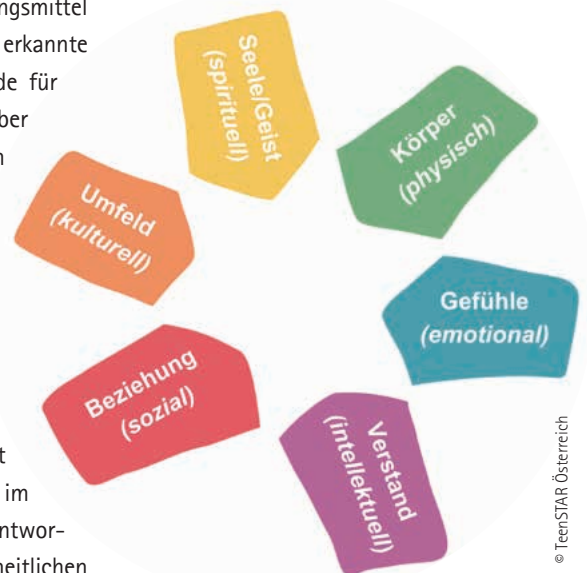 ngsmittel
erkannte
de für
ber
n
t
im
ntwor-
heitlichen
Seele/Geist
(spirituell)
Körper
(physisch)
Gefühle
(emotional)
Verstand
(intellektuell)
Beziehung
(sozial)
Umfeld
(kulturell)
© TeenSTAR Österreich